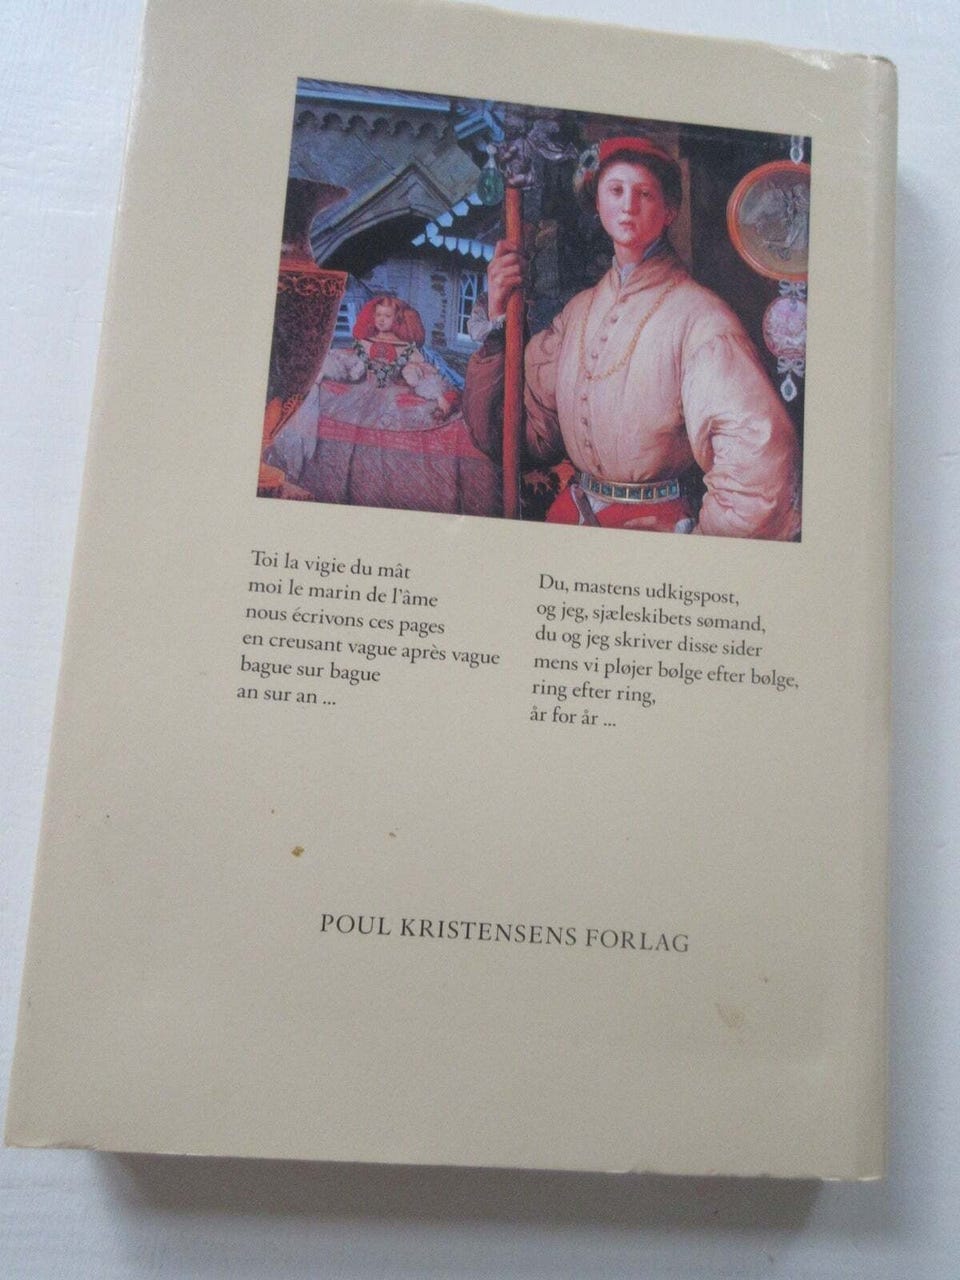 Toi la vigie du mât
moi le marin de l'âme
nous écrivons ces pages
en creusant vague après vague
bague sur bague
an sur an ...
Du, mastens udkigspost,
og jeg, sjæleskibets sømand,
du og jeg skriver disse sider
mens vi pløjer bølge efter bølge,
ring efter ring,
år for år ...
POUL KRISTENSENS FORLAG